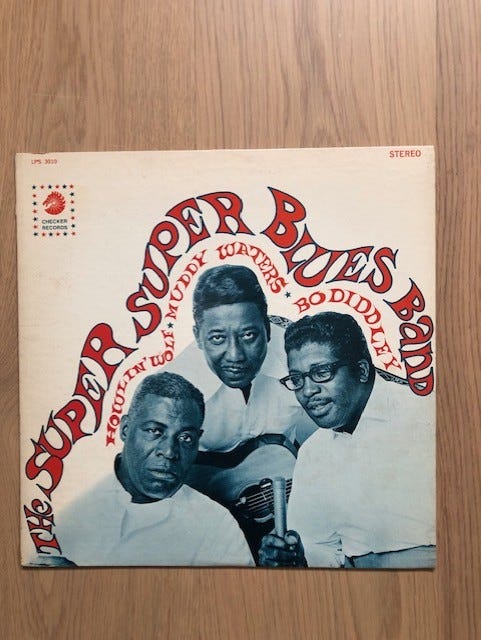 LPS 3010
STEREO
CHECKER
RECORDS
THE SUPER SUPER BLUES BAND
HOWLIN' WOLF ★ MUDDY WATERS ★ BO DIDDLEY